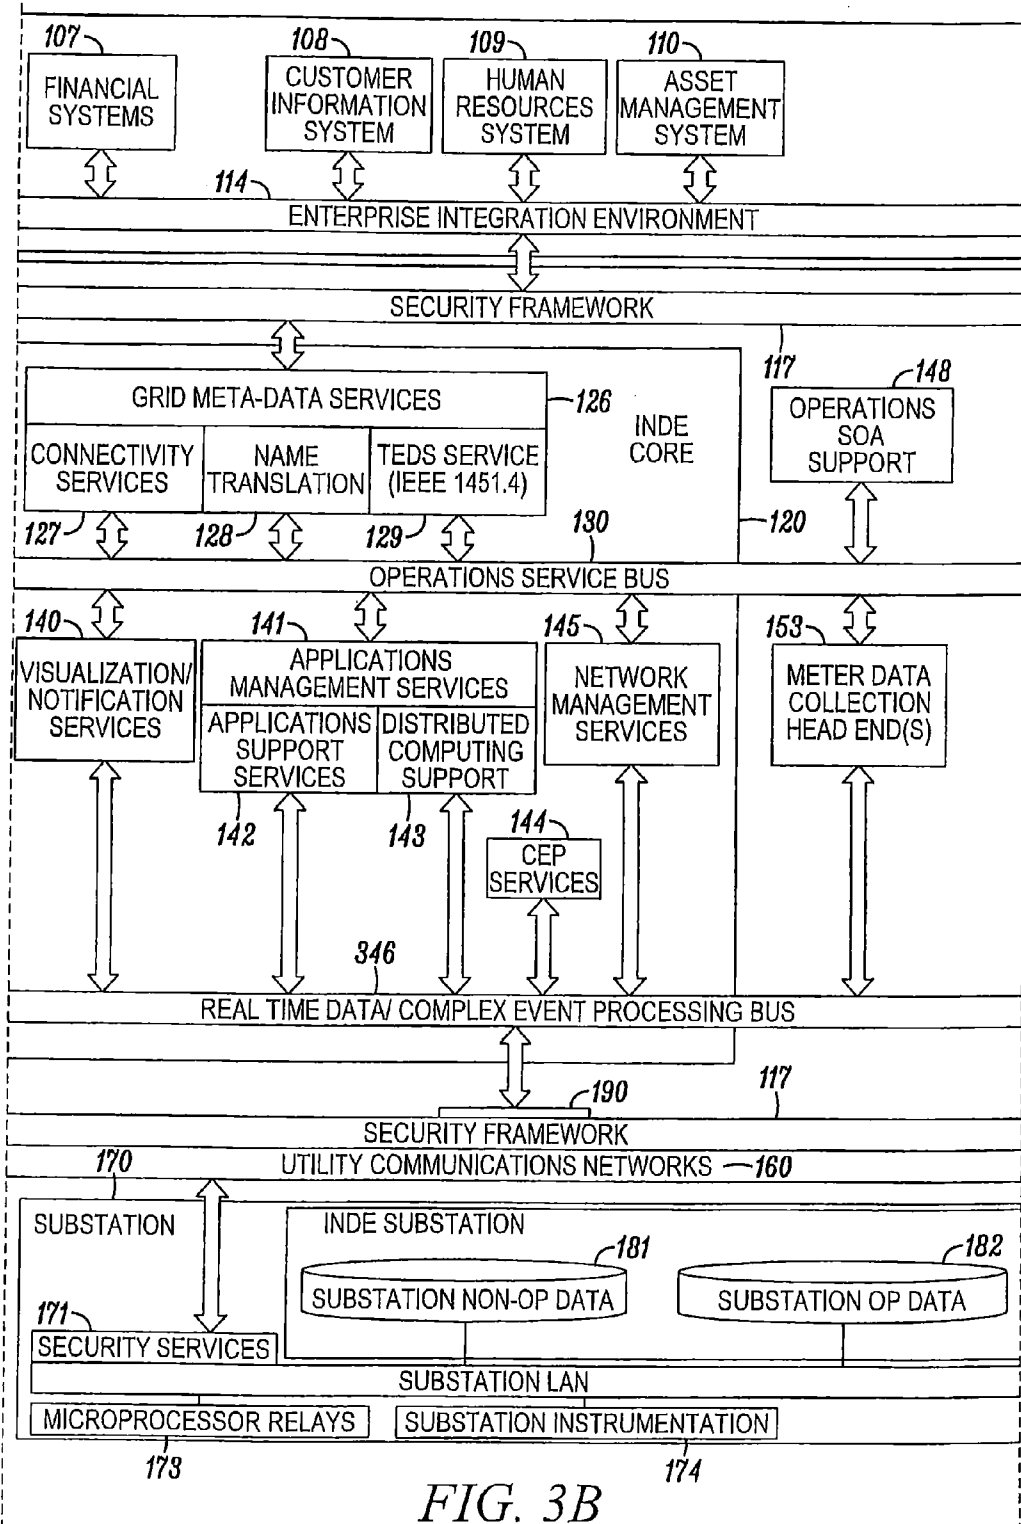 107
108
109
110
FINANCIAL
SYSTEMS
CUSTOMER
INFORMATION
SYSTEM
HUMAN
RESOURCES
SYSTEM
ASSET
MANAGEMENT
SYSTEM
114
ENTERPRISE INTEGRATION ENVIRONMENT
SECURITY FRAMEWORK
117
148
GRID META-DATA SERVICES
126
CONNECTIVITY
SERVICES
NAME
TRANSLATION
TEDS SERVICE
(IEEE 1451.4)
INDE
CORE
OPERATIONS
SOA
SUPPORT
127
128
129
130
120
OPERATIONS SERVICE BUS
140
141
145
153
VISUALIZATION/
NOTIFICATION
SERVICES
APPLICATIONS
MANAGEMENT SERVICES
APPLICATIONS
SUPPORT
SERVICES
DISTRIBUTED
COMPUTING
SUPPORT
NETWORK
MANAGEMENT
SERVICES
METER DATA
COLLECTION
HEAD END(S)
142
143
144
CEP
SERVICES
346
REAL TIME DATA/ COMPLEX EVENT PROCESSING BUS
190
117
SECURITY FRAMEWORK
UTILITY COMMUNICATIONS NETWORKS 160
170
SUBSTATION
INDE SUBSTATION
181
182
SUBSTATION NON-OP DATA
SUBSTATION OP DATA
171
SECURITY SERVICES
SUBSTATION LAN
MICROPROCESSOR RELAYS
SUBSTATION INSTRUMENTATION
173
174
FIG. 3B